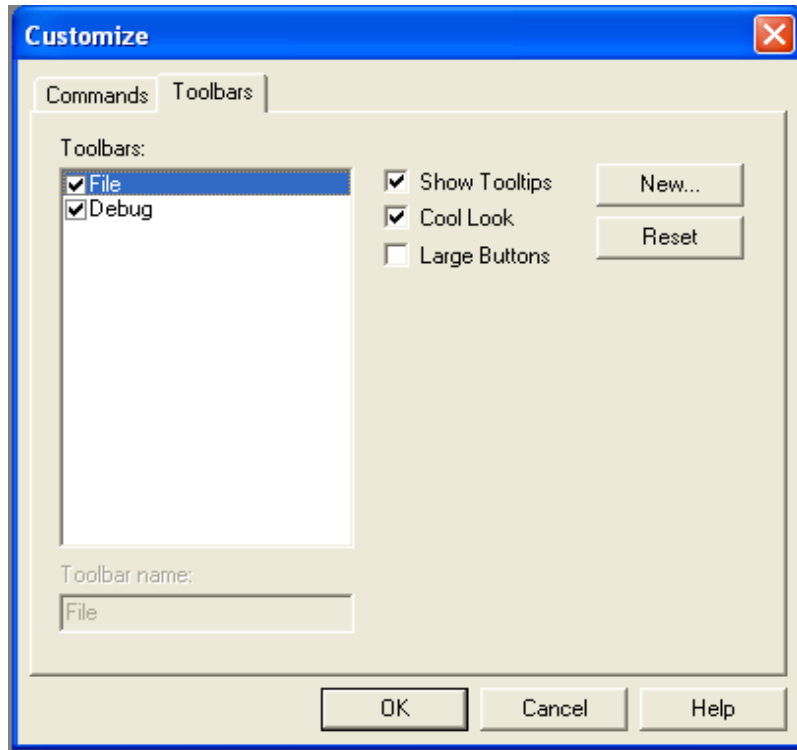 Customize
Commands Toolbars
Toolbars:
File
Debug
Show Tooltips
Cool Look
Large Buttons
New...
Reset
Toolbar name:
File
OK Cancel Help